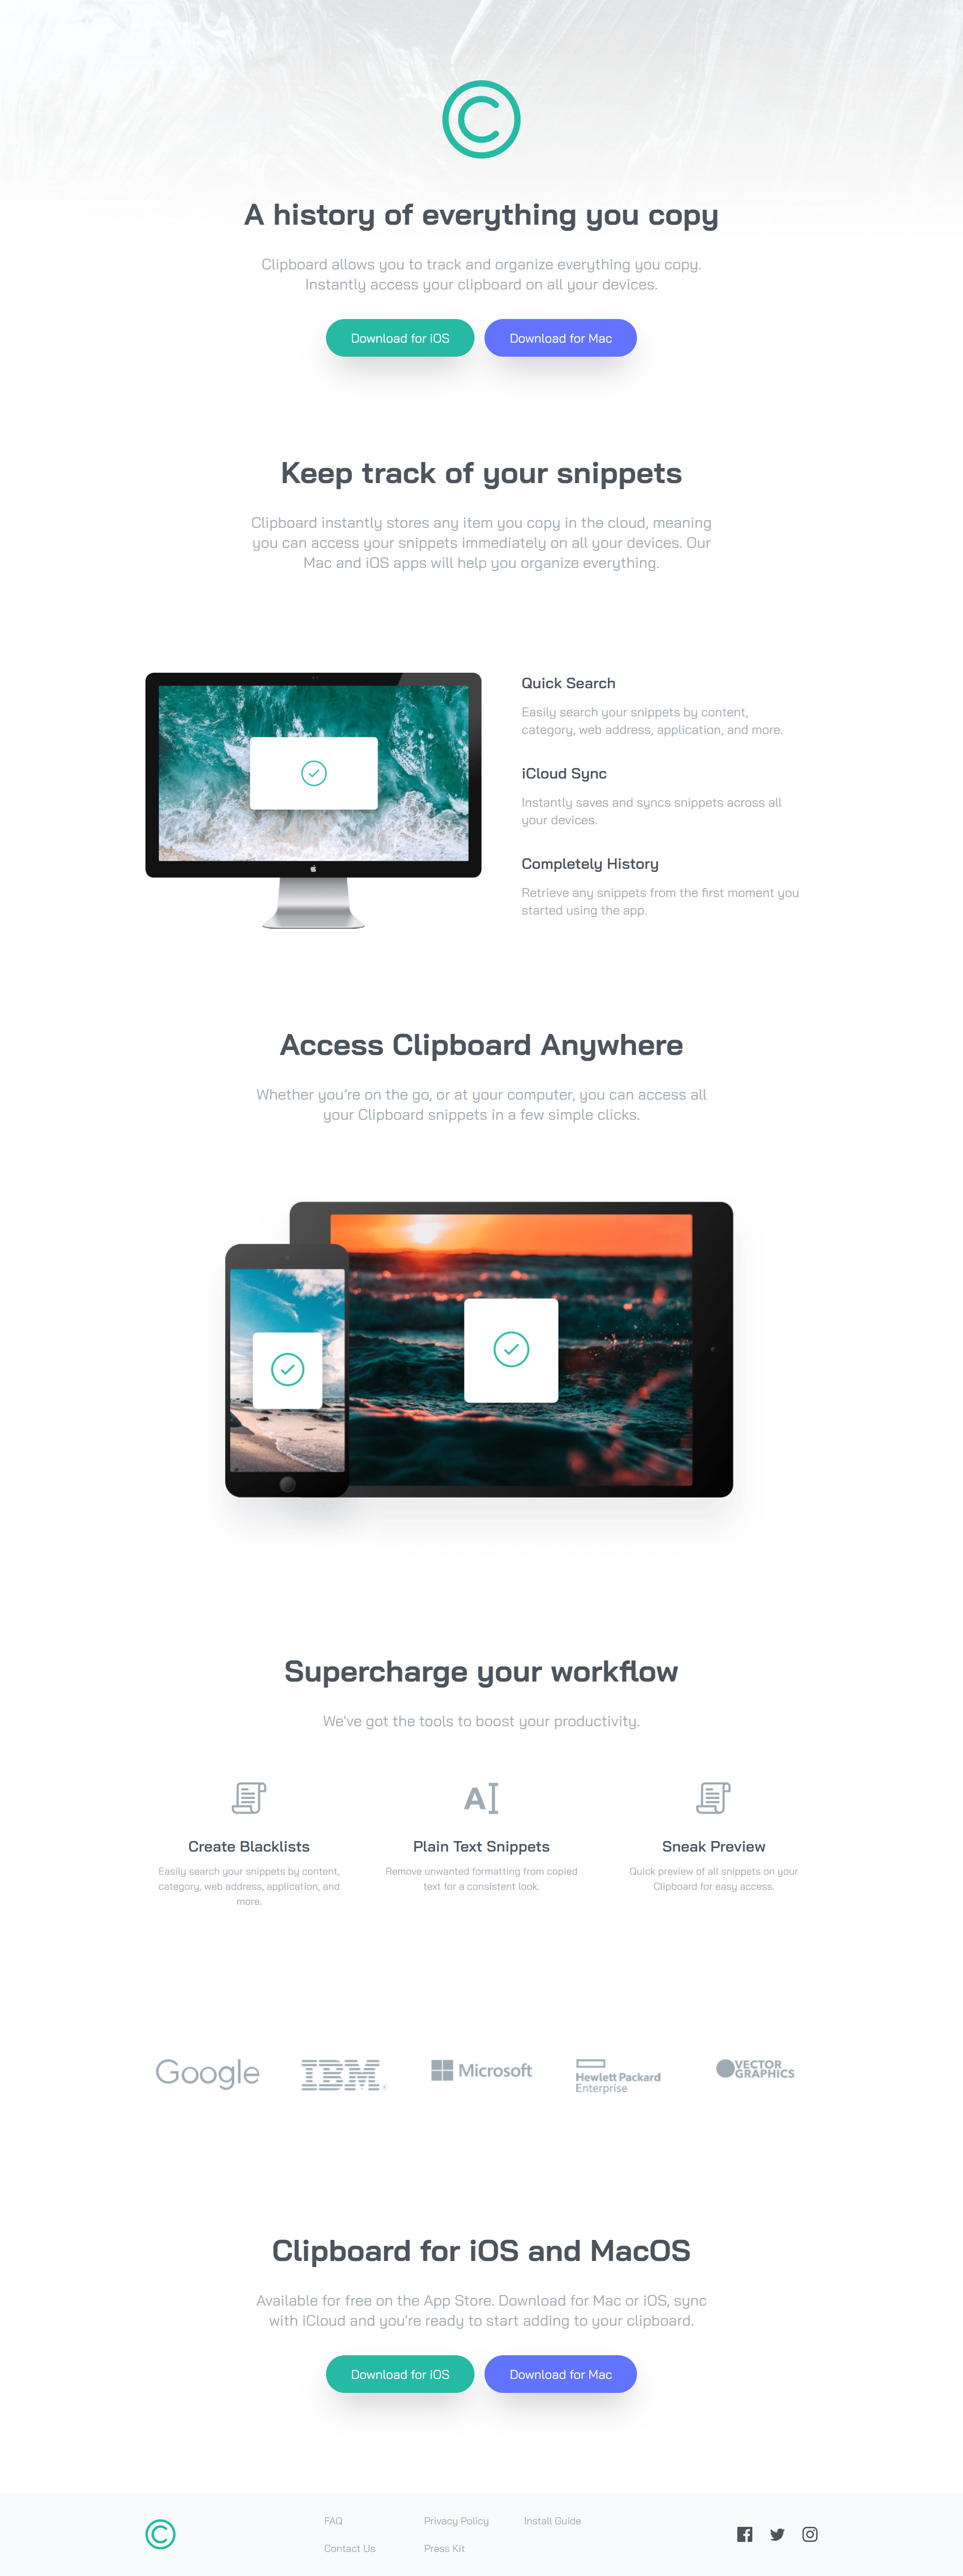 A history of everything you copy
Clipboard allows you to track and organize everything you copy.
Instantly access your clipboard on all your devices.
Download for iOS
Download for Mac
Keep track of your snippets
Clipboard instantly stores any item you copy in the cloud, meaning
you can access your snippets immediately on all your devices. Our
Mac and iOS apps will help you organize everything.
Quick Search
Easily search your snippets by content,
category, web address, application, and more.
iCloud Sync
Instantly saves and syncs snippets across all
your devices.
Completely History
Retrieve any snippets from the first moment you
started using the app.
Access Clipboard Anywhere
Whether you’re on the go, or at your computer, you can access all
your Clipboard snippets in a few simple clicks.
Supercharge your workflow
We've got the tools to boost your productivity.
A
Create Blacklists
Easily search your snippets by content,
category, web address, application, and
more.
Plain Text Snippets
Remove unwanted formatting from copied
text for a consistent look.
Sneak Preview
Quick preview of all snippets on your
Clipboard for easy access.
Google
IBM
Microsoft
Hewlett Packard
Enterprise
VECTOR
GRAPHICS
Clipboard for iOS and MacOS
Available for free on the App Store. Download for Mac or iOS, sync
with iCloud and you're ready to start adding to your clipboard.
Download for iOS
Download for Mac
FAQ
Privacy Policy
Install Guide
Contact Us
Press Kit